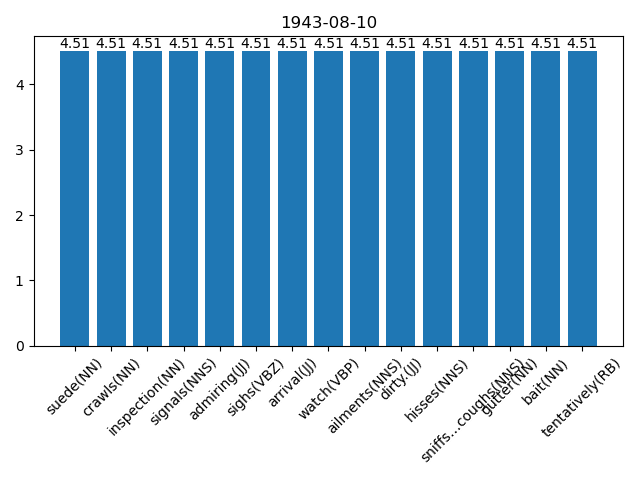 1943-08-10
4.51 4.51 4.51 4.51 4.51 4.51 4.51 4.51 4.51 4.51 4.51 4.51 4.51 4.51 4.51
4
3
2
1
0
suede(NN)
crawls(NN)
inspection(NN)
signals(NNS)
admiring(JJ)
sighs(VBZ)
arrival(JJ)
watch(VBP)
ailments(NNS)
dirty.(JJ)
hisses(NNS)
sniffs...coughs(NNS)
gutter(NN)
bait(NN)
tentatively(RB)